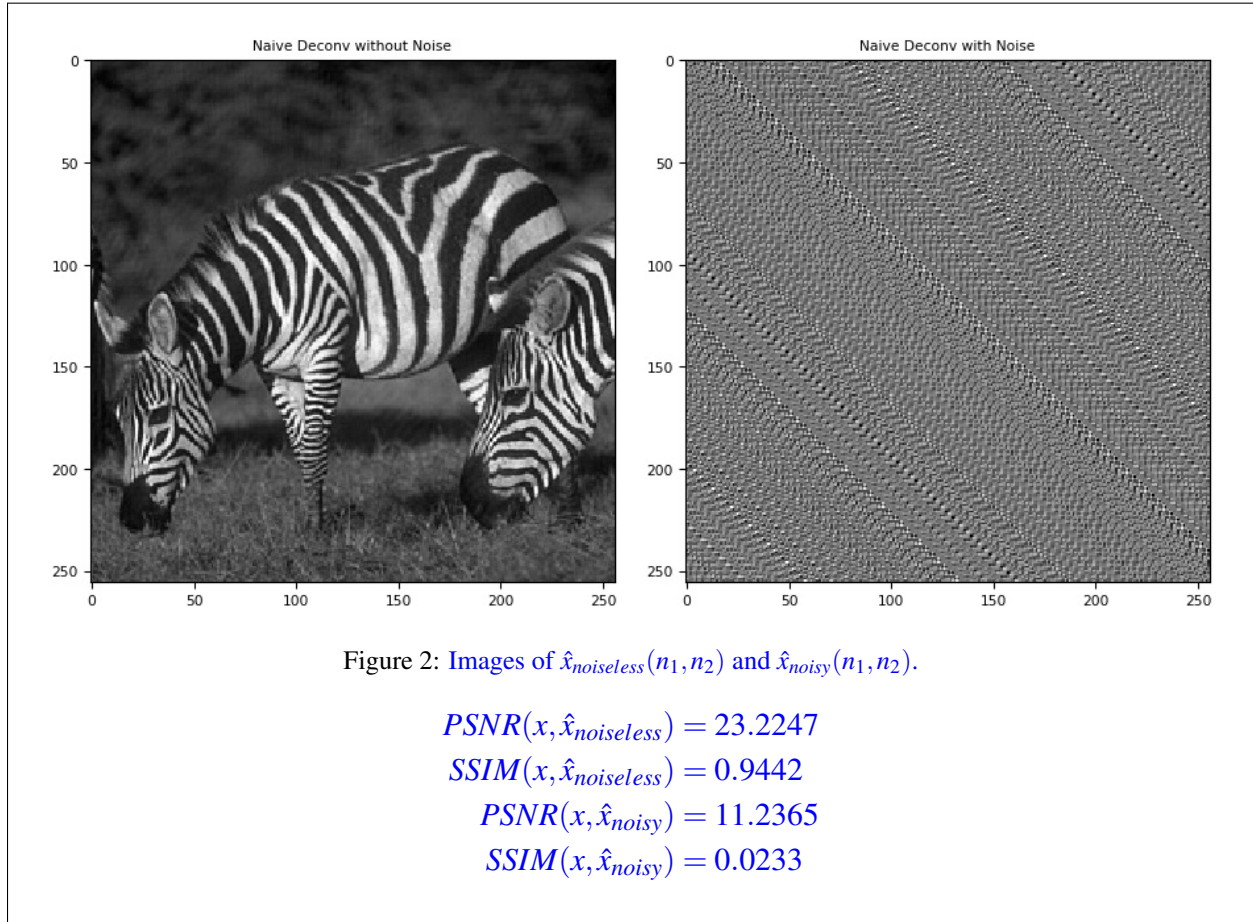 Naive Deconv without Noise
Naive Deconv with Noise
0
50
100
150
200
250
0 50 100 150 200 250
0
50
100
150
200
250
0 50 100 150 200 250
Figure 2: Images of x̂_noiseless(n₁,n₂) and x̂_noisy(n₁,n₂).
PSNR(x,x̂_noiseless) = 23.2247
SSIM(x,x̂_noiseless) = 0.9442
PSNR(x,x̂_noisy) = 11.2365
SSIM(x,x̂_noisy) = 0.0233